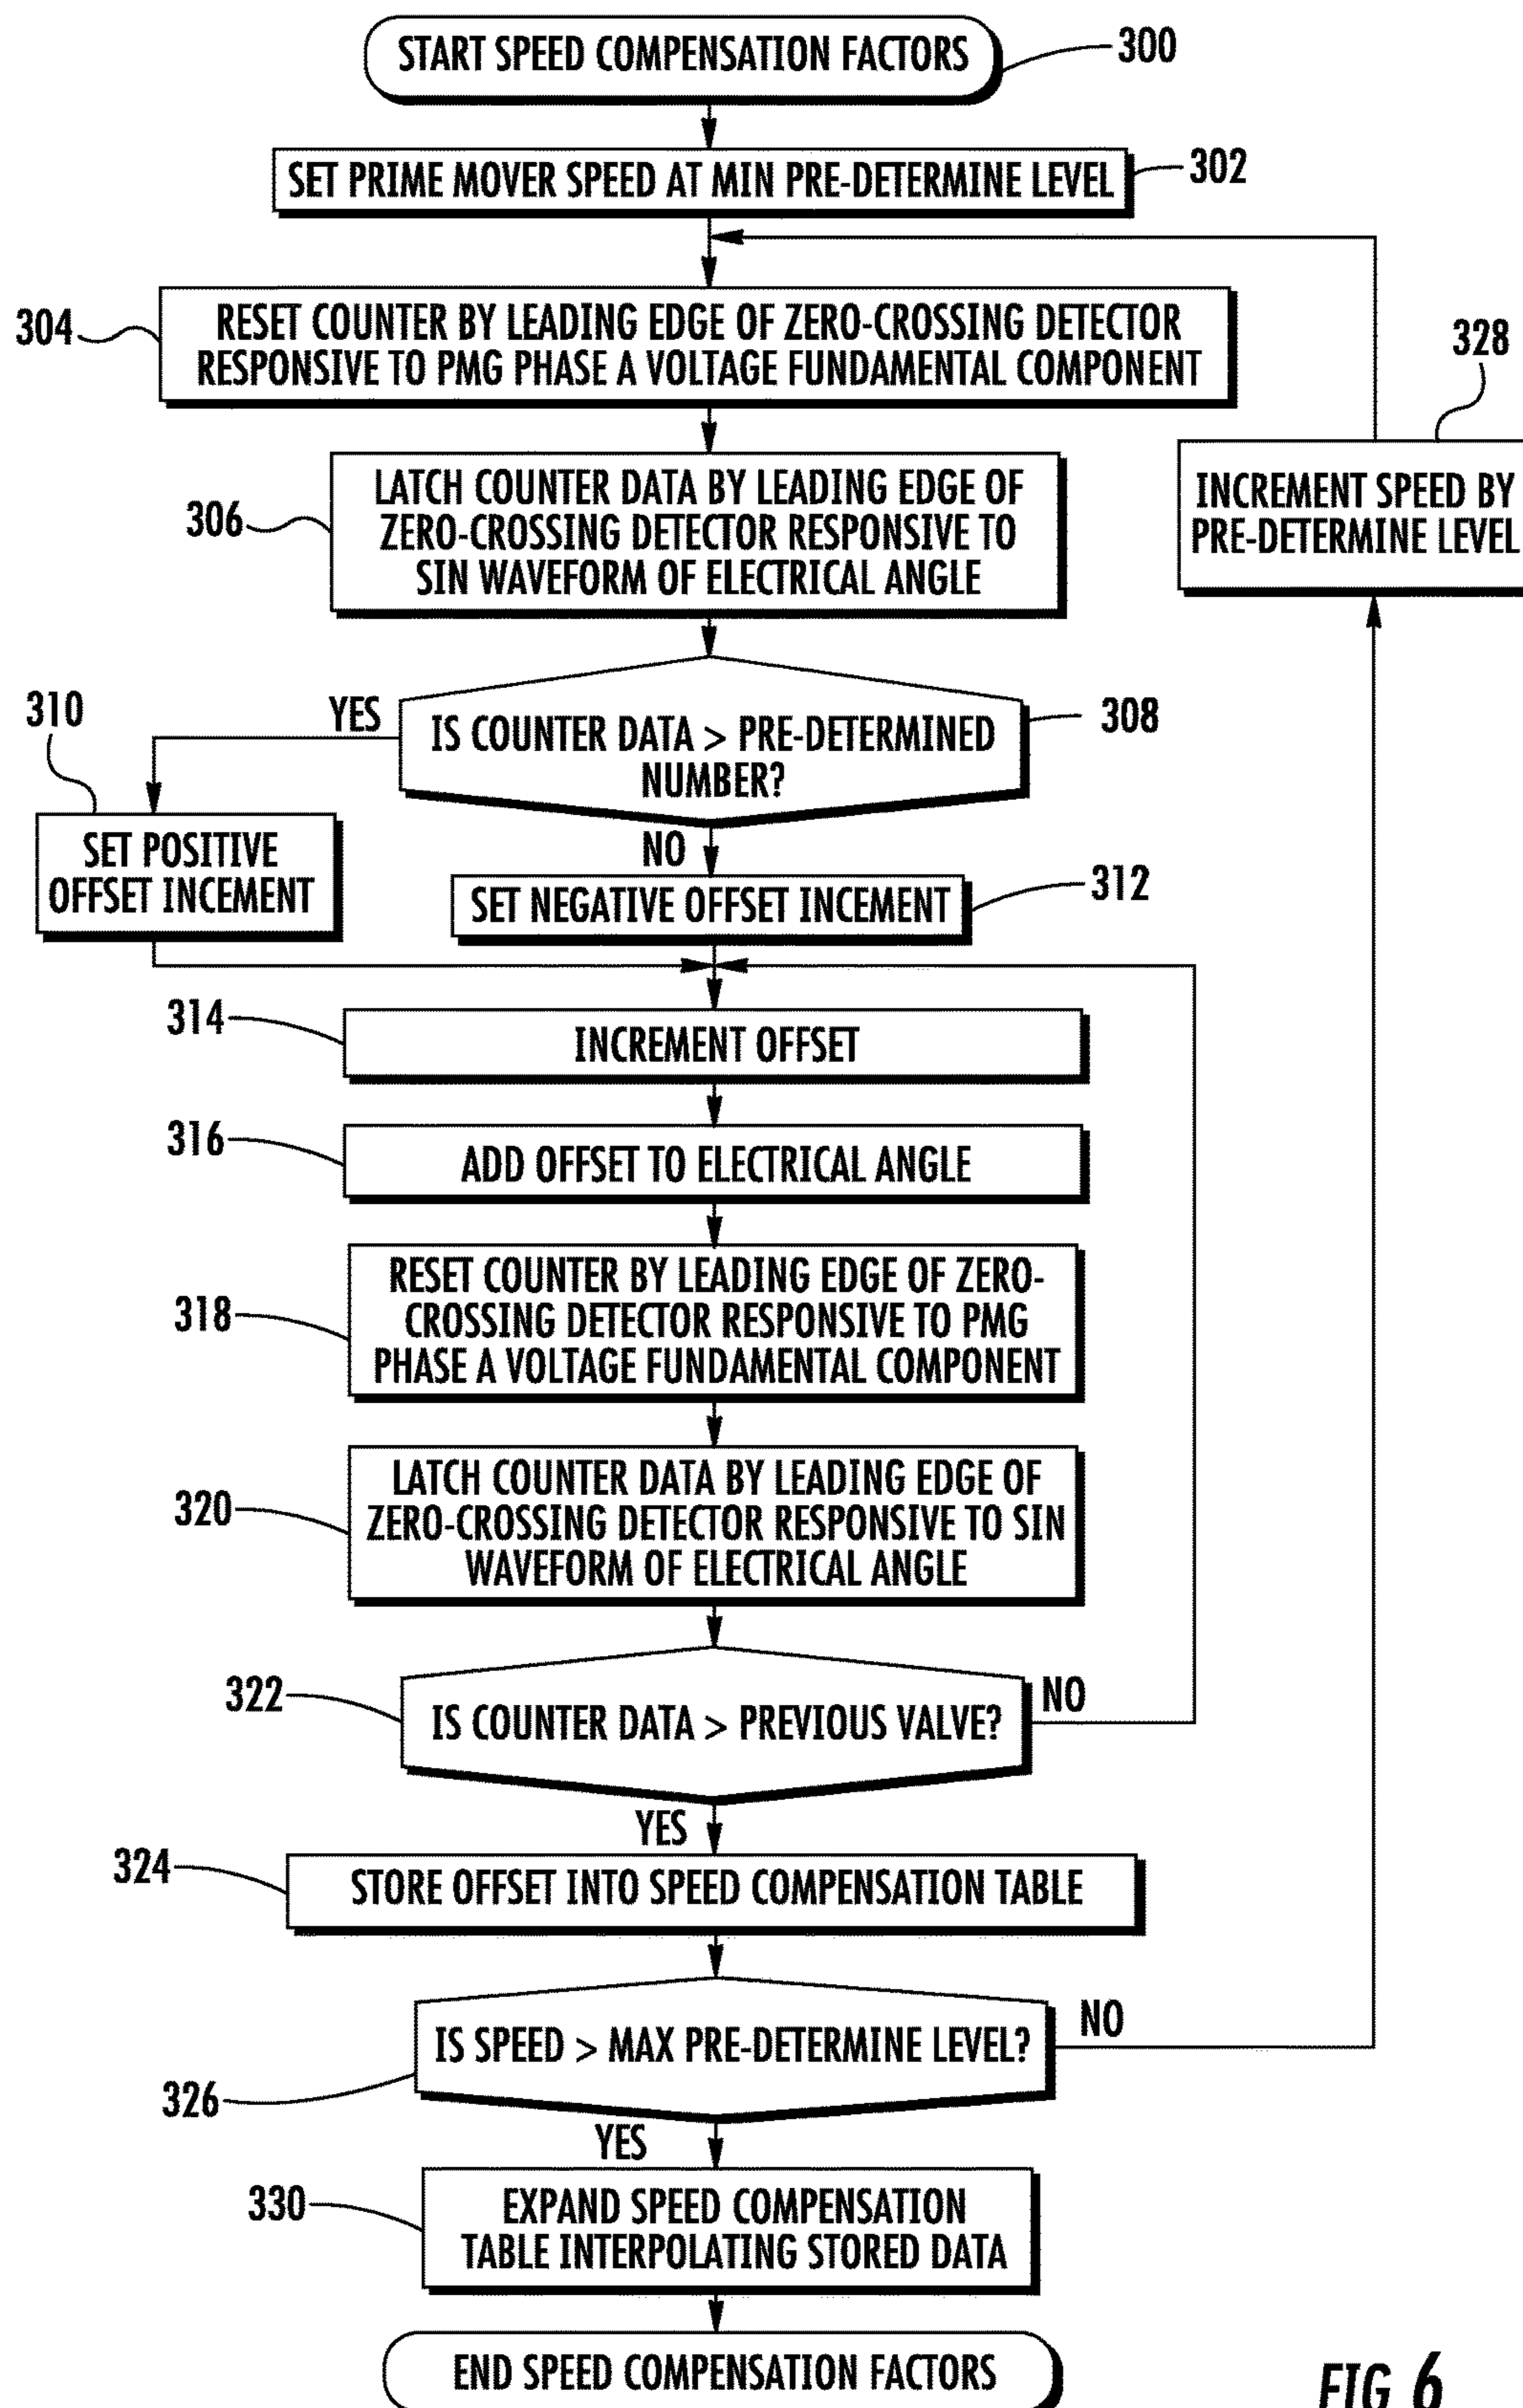 START SPEED COMPENSATION FACTORS
300
SET PRIME MOVER SPEED AT MIN PRE-DETERMINE LEVEL
302
304
RESET COUNTER BY LEADING EDGE OF ZERO-CROSSING DETECTOR
RESPONSIVE TO PMG PHASE A VOLTAGE FUNDAMENTAL COMPONENT
328
INCREMENT SPEED BY
PRE-DETERMINE LEVEL
306
LATCH COUNTER DATA BY LEADING EDGE OF
ZERO-CROSSING DETECTOR RESPONSIVE TO
SIN WAVEFORM OF ELECTRICAL ANGLE
308
IS COUNTER DATA > PRE-DETERMINED
NUMBER?
YES
310
SET POSITIVE
OFFSET INCEMENT
NO
SET NEGATIVE OFFSET INCEMENT
312
314
INCREMENT OFFSET
316
ADD OFFSET TO ELECTRICAL ANGLE
318
RESET COUNTER BY LEADING EDGE OF ZERO-
CROSSING DETECTOR RESPONSIVE TO PMG
PHASE A VOLTAGE FUNDAMENTAL COMPONENT
320
LATCH COUNTER DATA BY LEADING EDGE OF
ZERO-CROSSING DETECTOR RESPONSIVE TO SIN
WAVEFORM OF ELECTRICAL ANGLE
322
IS COUNTER DATA > PREVIOUS VALVE?
NO
YES
324
STORE OFFSET INTO SPEED COMPENSATION TABLE
IS SPEED > MAX PRE-DETERMINE LEVEL?
NO
326
YES
330
EXPAND SPEED COMPENSATION
TABLE INTERPOLATING STORED DATA
END SPEED COMPENSATION FACTORS
FIG 6